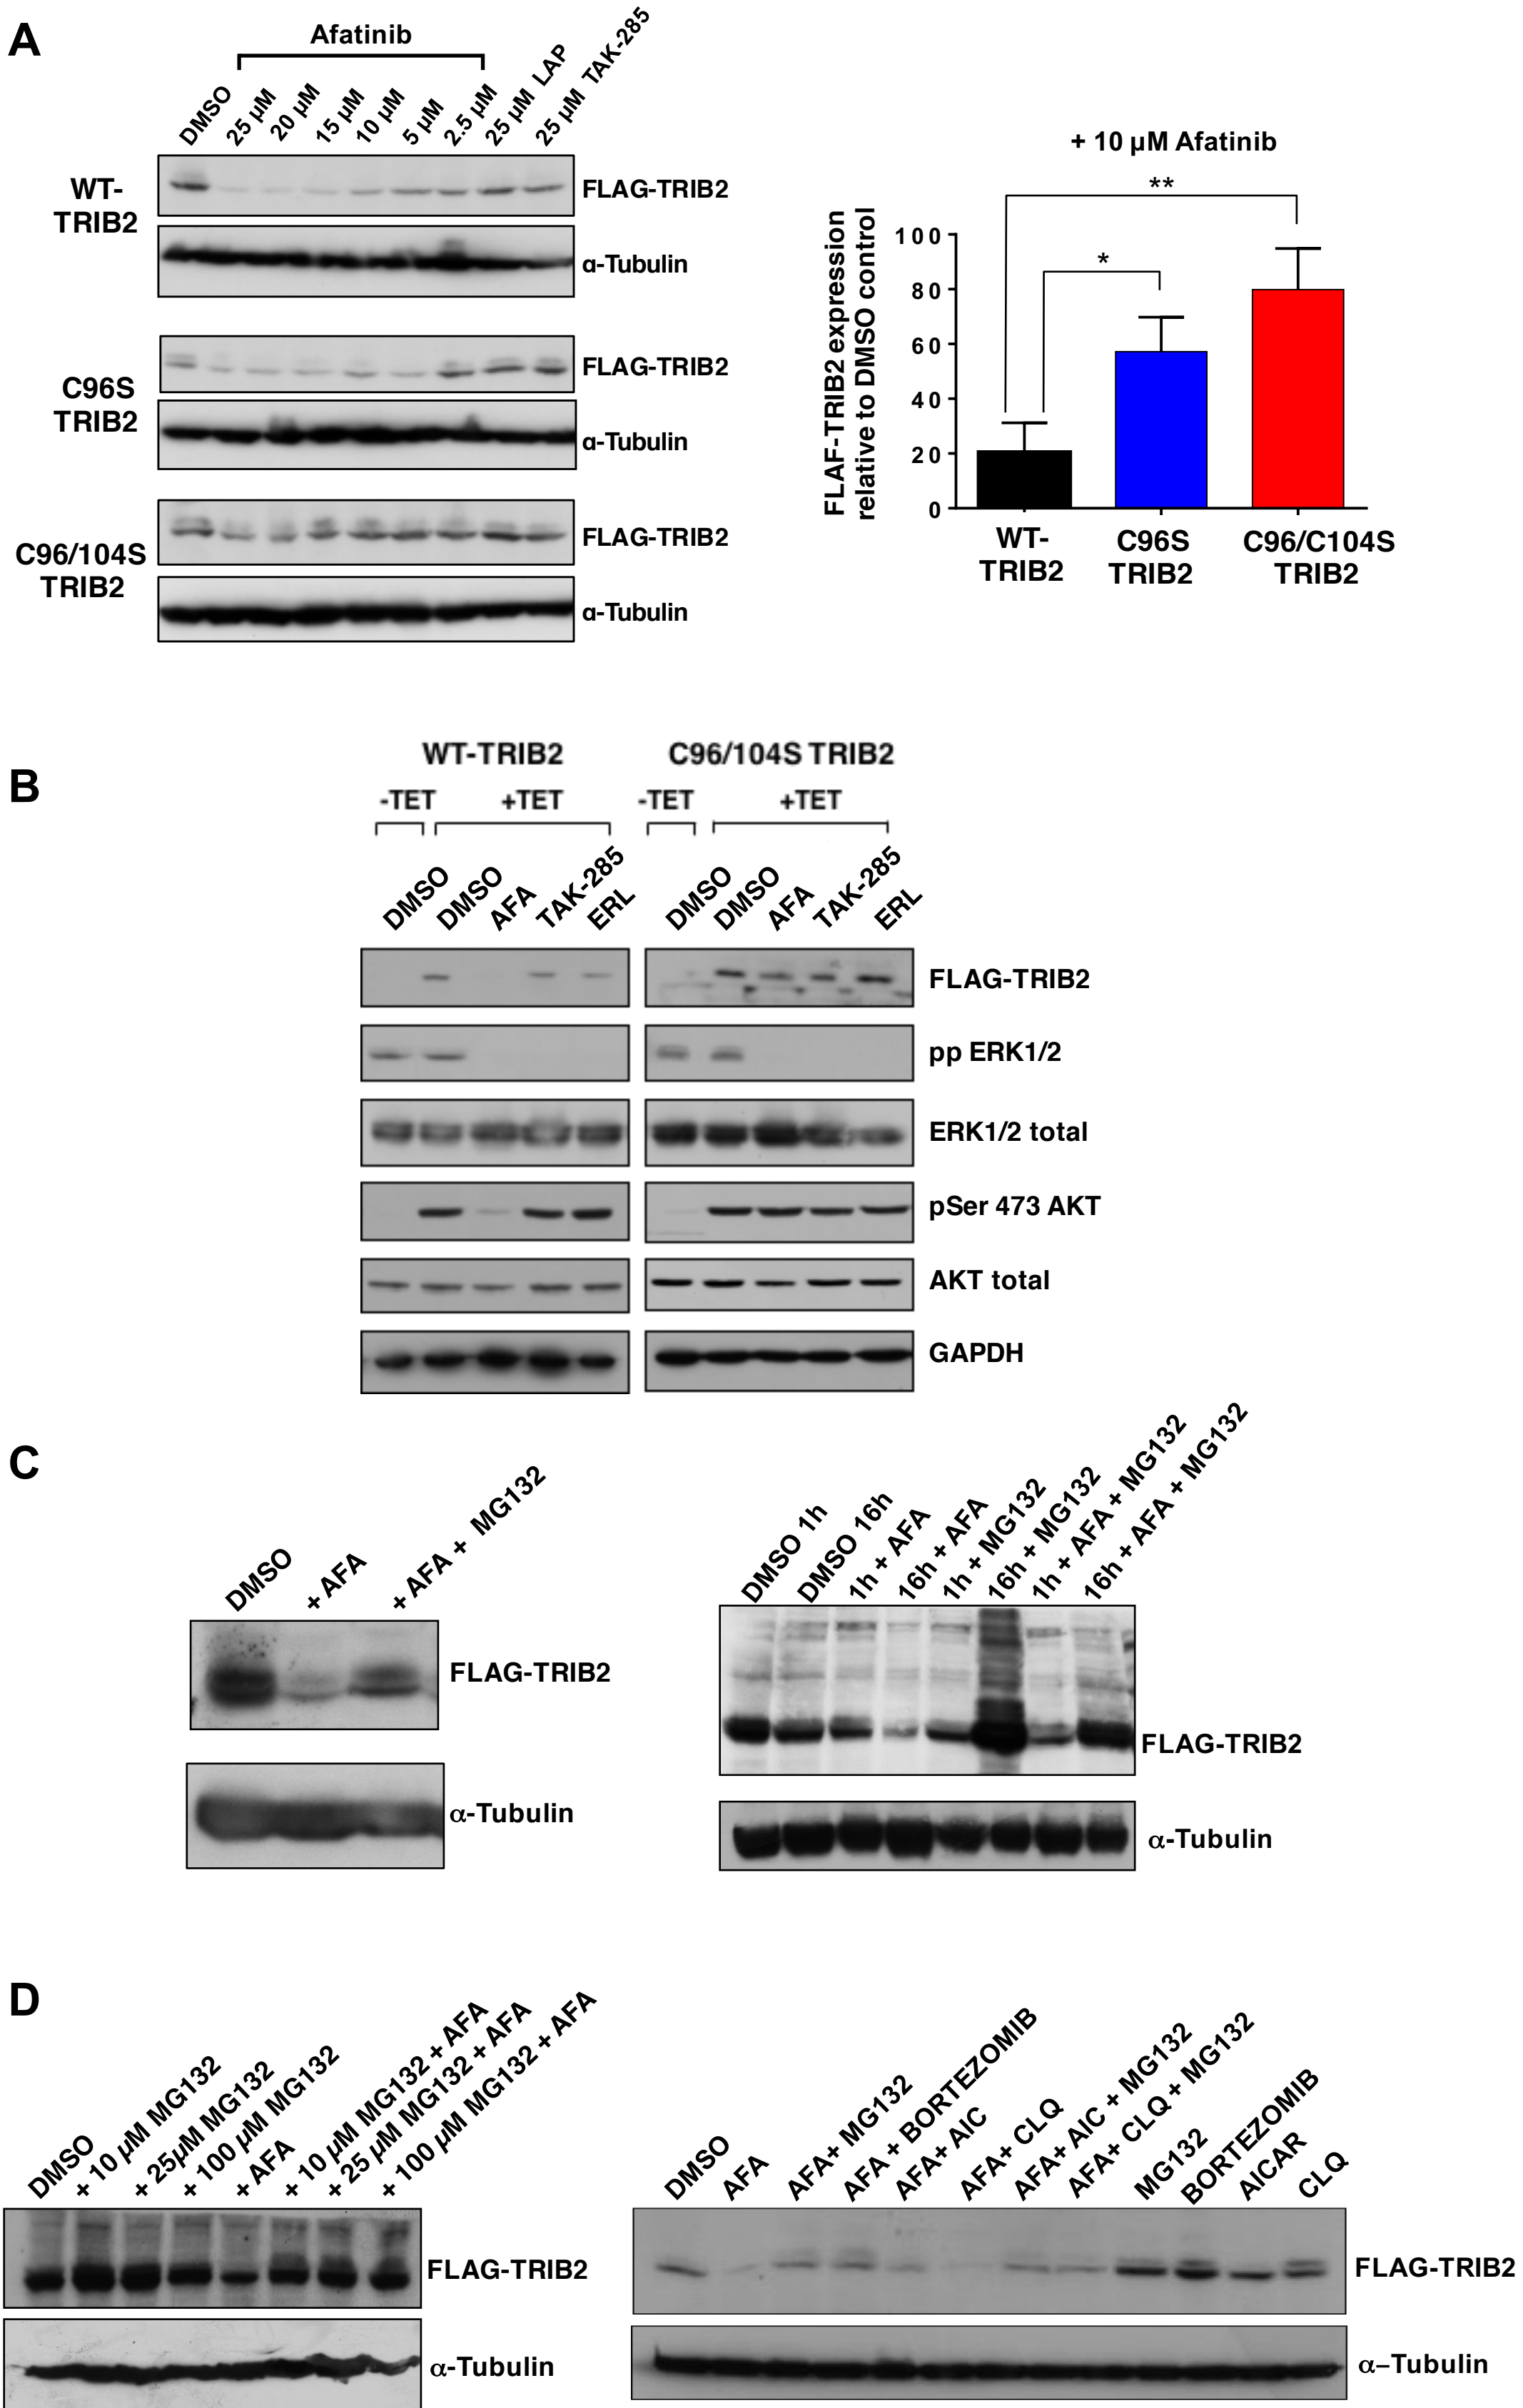 A
Afatinib
DMSO
25 µM
20 µM
15 µM
10 µM
5 µM
2.5 µM
25 µM LAP
25 µM TAK-285
WT-
TRIB2
FLAG-TRIB2
α-Tubulin
C96S
TRIB2
FLAG-TRIB2
α-Tubulin
C96/104S
TRIB2
FLAG-TRIB2
α-Tubulin
+ 10 µM Afatinib
**
*
FLAF-TRIB2 expression
relative to DMSO control
100
80
60
40
20
0
WT-
TRIB2
C96S
TRIB2
C96/C104S
TRIB2
B
WT-TRIB2
C96/104S TRIB2
-TET
+TET
-TET
+TET
DMSO
DMSO
AFA
TAK-285
ERL
DMSO
DMSO
AFA
TAK-285
ERL
FLAG-TRIB2
pp ERK1/2
ERK1/2 total
pSer 473 AKT
AKT total
GAPDH
C
DMSO
+ AFA
+ AFA + MG132
FLAG-TRIB2
α-Tubulin
DMSO 1h
DMSO 16h
1h + AFA
16h + AFA
1h + MG132
16h + MG132
1h + AFA + MG132
16h + AFA + MG132
FLAG-TRIB2
α-Tubulin
D
DMSO
+ 10 µM MG132
+ 25µM MG132
+ 100 µM MG132
+ AFA
+ 10 µM MG132 + AFA
+ 25 µM MG132 + AFA
+ 100 µM MG132 + AFA
FLAG-TRIB2
α-Tubulin
DMSO
AFA
AFA+ MG132
AFA + BORTEZOMIB
AFA+ AIC
AFA+ CLQ
AFA+ AIC + MG132
AFA+ CLQ + MG132
MG132
BORTEZOMIB
AICAR
CLQ
FLAG-TRIB2
α–Tubulin